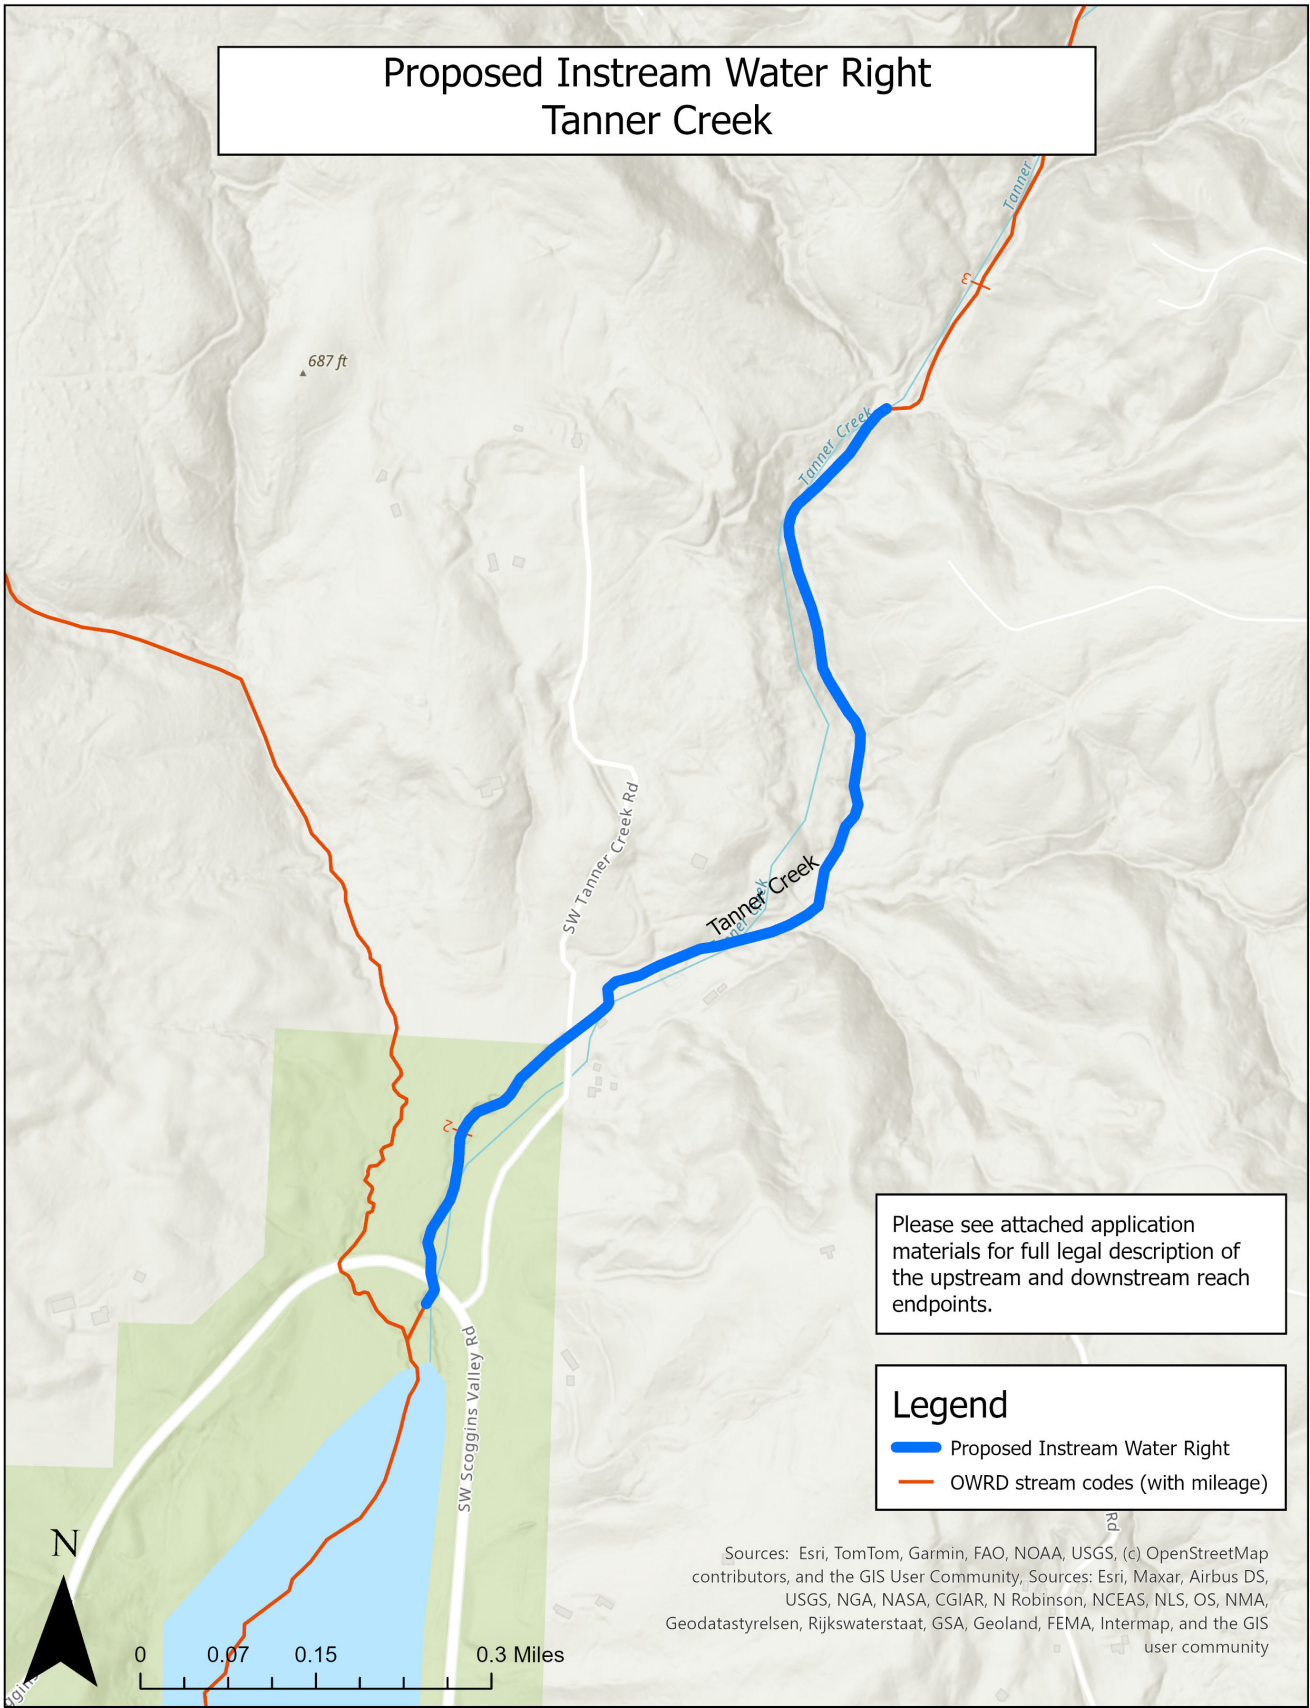 Proposed Instream Water Right
Tanner Creek
Tanner
3
687 ft
Tanner Creek
SW Tanner Creek Rd
Tanner Creek
2
Please see attached application
materials for full legal description of
the upstream and downstream reach
endpoints.
SW Scoggins Valley Rd
Legend
Proposed Instream Water Right
OWRD stream codes (with mileage)
Rd
N
Sources: Esri, TomTom, Garmin, FAO, NOAA, USGS, (c) OpenStreetMap
contributors, and the GIS User Community, Sources: Esri, Maxar, Airbus DS,
USGS, NGA, NASA, CGIAR, N Robinson, NCEAS, NLS, OS, NMA,
Geodatastyrelsen, Rijkswaterstaat, GSA, Geoland, FEMA, Intermap, and the GIS
user community
0 0.07 0.15 0.3 Miles